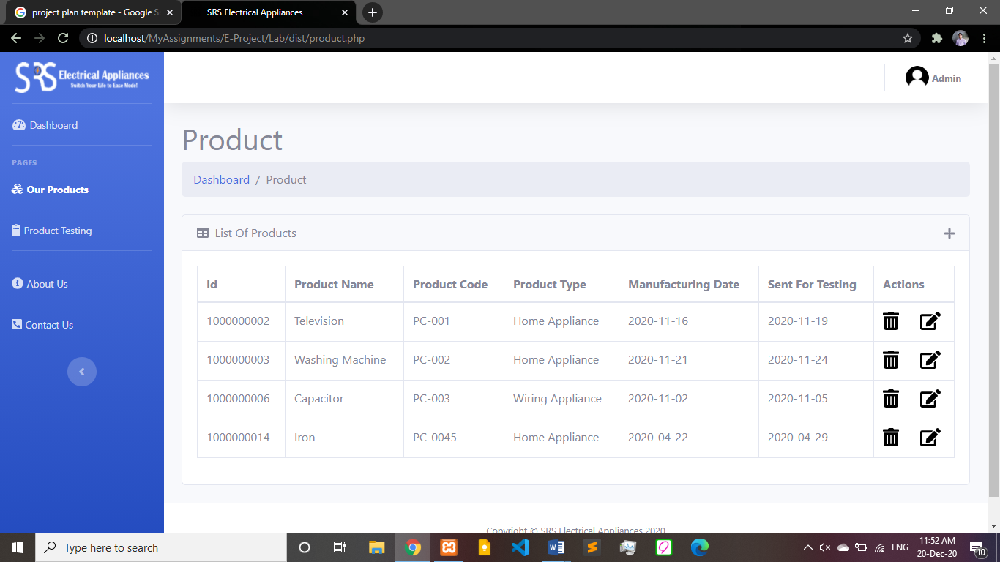 project plan template - Google S
SRS Electrical Appliances
localhost/MyAssignments/E-Project/Lab/dist/product.php
SRS Electrical Appliances
Switch Your Life to Ease Mode!
Admin
Dashboard
PAGES
Our Products
Product Testing
About Us
Contact Us
Product
Dashboard / Product
List Of Products
Id Product Name Product Code Product Type Manufacturing Date Sent For Testing Actions
1000000002 Television PC-001 Home Appliance 2020-11-16 2020-11-19
1000000003 Washing Machine PC-002 Home Appliance 2020-11-21 2020-11-24
1000000006 Capacitor PC-003 Wiring Appliance 2020-11-02 2020-11-05
1000000014 Iron PC-0045 Home Appliance 2020-04-22 2020-04-29
Copyright © SRS Electrical Appliances 2020
Type here to search
ENG
11:52 AM
20-Dec-20
10